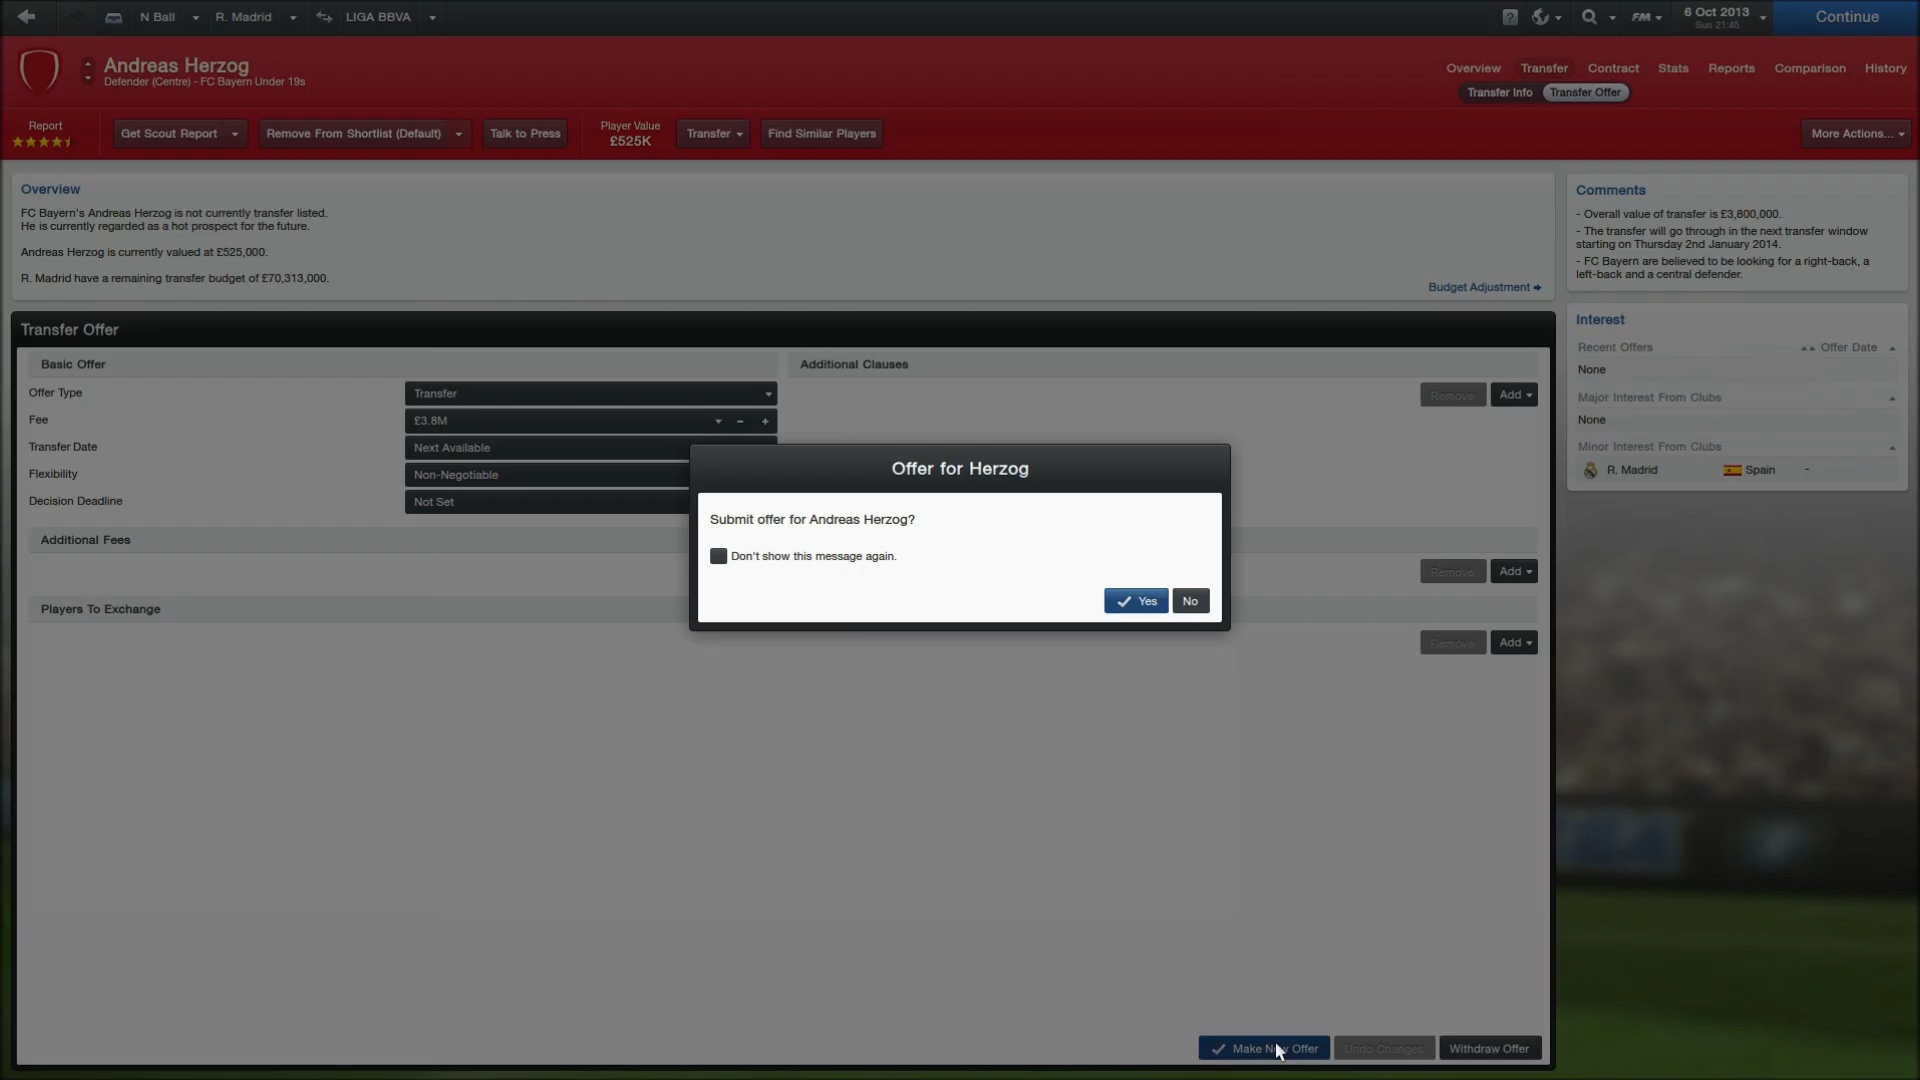 N Ball
R. Madrid
LIGA BBVA
?
FM
6 Oct 2013
Sun 21:45
Continue
Andreas Herzog
Defender (Centre) - FC Bayern Under 19s
Overview
Transfer
Contract
Stats
Reports
Comparison
History
Transfer Info
Transfer Offer
Report
Get Scout Report
Remove From Shortlist (Default)
Talk to Press
Player Value
£525K
Transfer
Find Similar Players
More Actions...
Overview
FC Bayern's Andreas Herzog is not currently transfer listed.
He is currently regarded as a hot prospect for the future.
Andreas Herzog is currently valued at £525,000.
R. Madrid have a remaining transfer budget of £70,313,000.
Budget Adjustment
Comments
- Overall value of transfer is £3,800,000.
- The transfer will go through in the next transfer window
starting on Thursday 2nd January 2014.
- FC Bayern are believed to be looking for a right-back, a
left-back and a central defender.
Interest
Recent Offers
Offer Date
None
Major Interest From Clubs
None
Minor Interest From Clubs
R. Madrid
Spain
-
Transfer Offer
Basic Offer
Additional Clauses
Offer Type
Transfer
Remove
Add
Fee
£3.8M
Transfer Date
Next Available
Flexibility
Non-Negotiable
Decision Deadline
Not Set
Additional Fees
Remove
Add
Players To Exchange
Remove
Add
Offer for Herzog
Submit offer for Andreas Herzog?
Don't show this message again.
Yes
No
Make New Offer
Undo Changes
Withdraw Offer